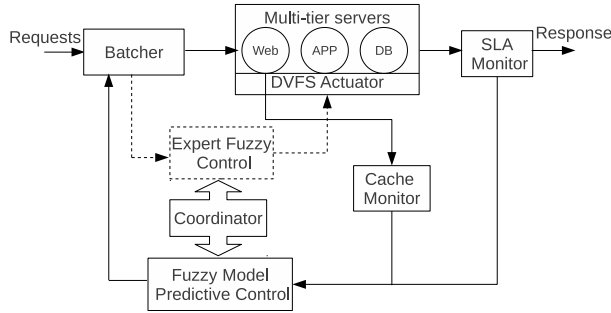 Requests
Batcher
Multi-tier servers
Web
APP
DB
DVFS Actuator
SLA
Monitor
Response
Expert Fuzzy
Control
Cache
Monitor
Coordinator
Fuzzy Model
Predictive Control